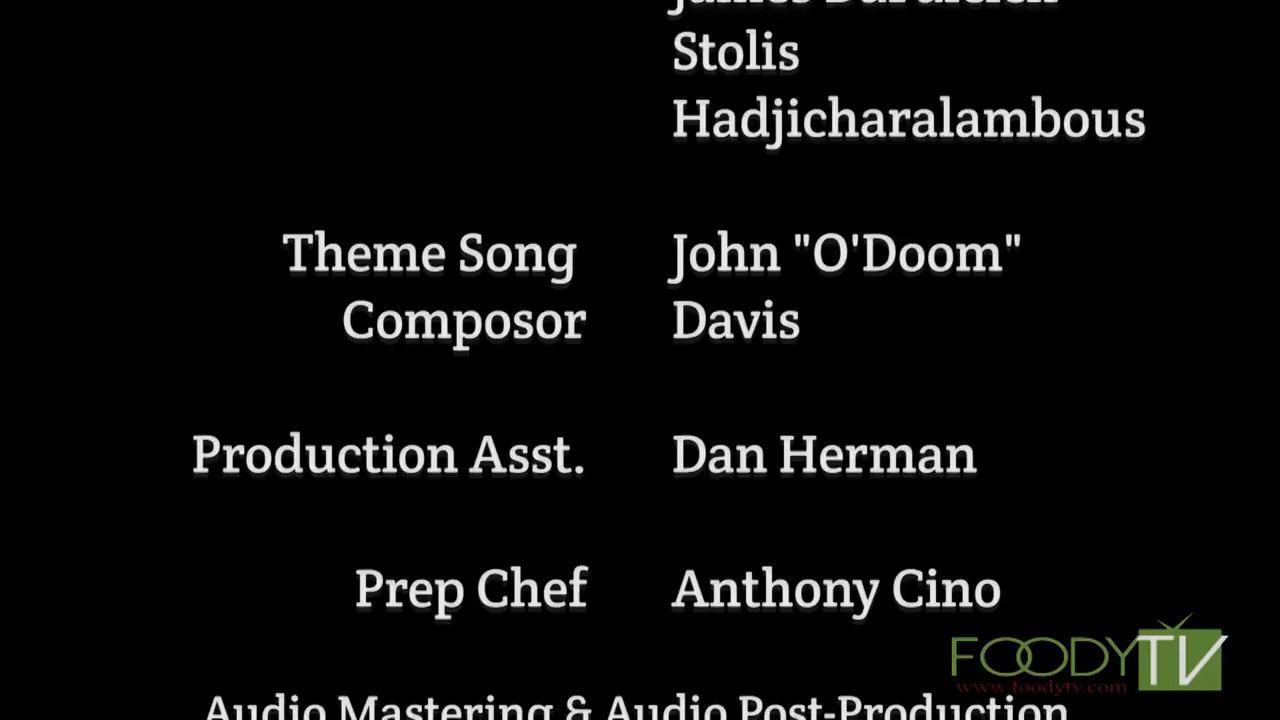 James
Stolis
Hadjicharalambous
Theme Song John "O'Doom"
Composor Davis
Production Asst. Dan Herman
Prep Chef Anthony Cino
FOODYTV
www.foodytv.com
Audio Mastering & Audio Post-Production